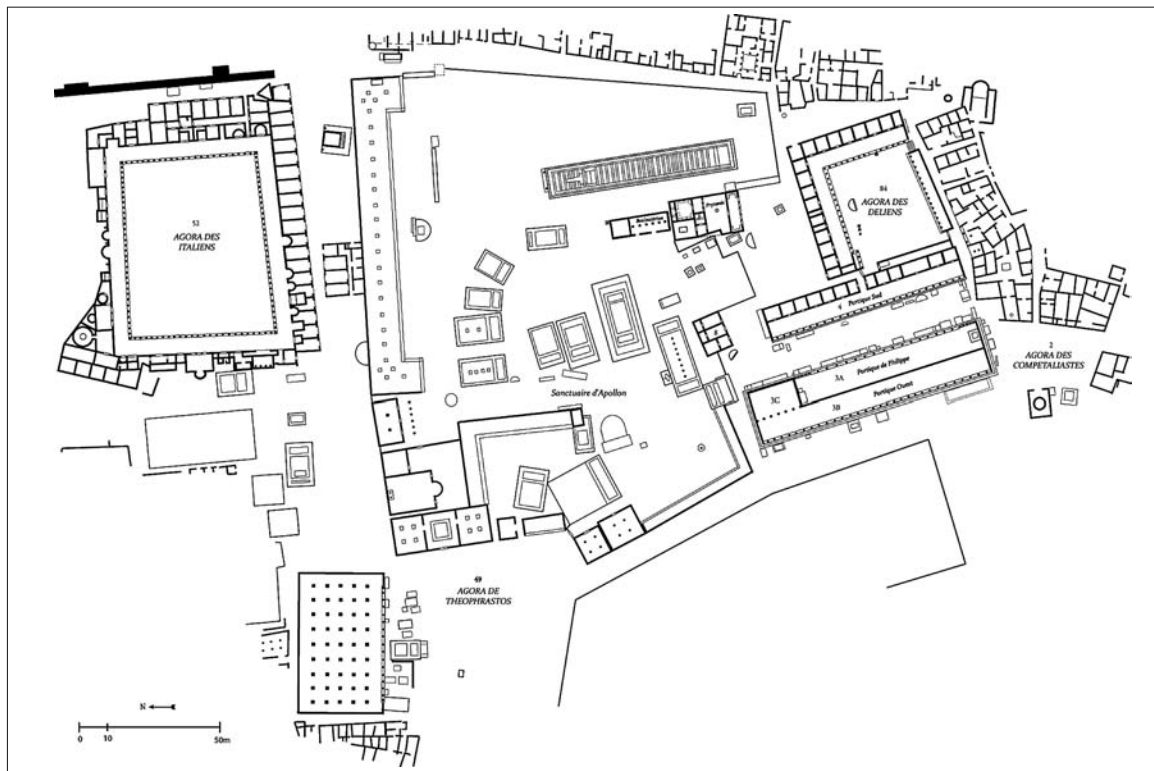 52
AGORA DES
ITALIENS
84
AGORA DES
DELIENS
Prytanée
4 Portique Sud
2
AGORA DES
COMPETALIASTES
3A Portique de Philippe
Portique Ouest
3C
3B
Sanctuaire d'Apollon
49
AGORA DE
THEOPHRASTOS
N
0 10 50m